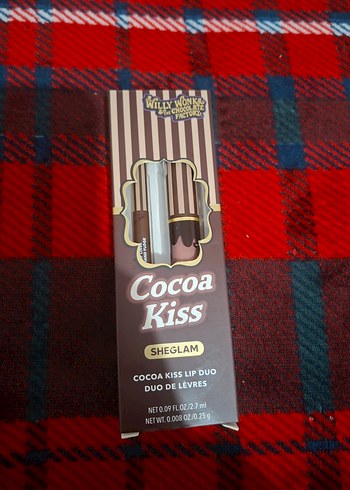 WILLY WONKA
& THE CHOCOLATE
FACTORY
Cocoa
Kiss
SHEGLAM
COCOA KISS LIP DUO
DUO DE LÈVRES
NET 0.09 FL.OZ/2.7 ml
NET WT. 0.008 OZ/0.25 g